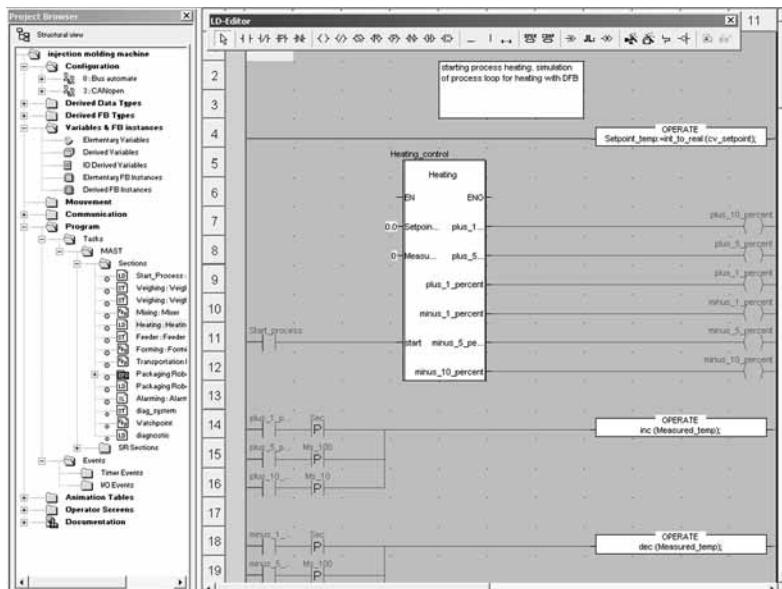 Project Browser
Structural view
injection molding machine
Configuration
0 : Bus automate
3 : CANopen
Derived Data Types
Derived FB Types
Variables & FB instances
Elementary Variables
Derived Variables
IO Derived Variables
Elementary FB Instances
Derived FB Instances
Mouvement
Communication
Program
Tasks
MAST
Sections
Start_Process
Weighing : Weigl
Weighing : Weigl
Mixing : Mixer
Heating : Heatin
Feeder : Feeder
Forming : Formi
Transportation
Packaging Rob
Packaging Rob
Alarming : Alarm
diag_system
Watchpoint
diagnostic
SR Sections
Events
Timer Events
I/O Events
Animation Tables
Operator Screens
Documentation
LD-Editor
11
2
starting process heating, simulation
of process loop for heating with DFB
3
4
OPERATE
Setpoint_temp:=int_to_real (cv_setpoint);
5
Heating_control
Heating
6
EN
ENO
7
0.0
Setpoin...
plus_1...
plus_10_percent
8
0
Measu...
plus_5...
plus_5_percent
9
plus_1_percent
plus_1_percent
10
minus_1_percent
minus_1_percent
11
Start_process
start
minus_5_pe...
minus_5_percent
12
minus_10_percent
minus_10_percent
13
14
plus_1_p...
Sec
P
OPERATE
inc (Measured_temp);
15
plus_5_p...
Ms_100
P
16
plus_10_...
Ms_10
P
17
18
minus_1_...
Sec
P
OPERATE
dec (Measured_temp);
19
minus_5_...
Ms_100
P